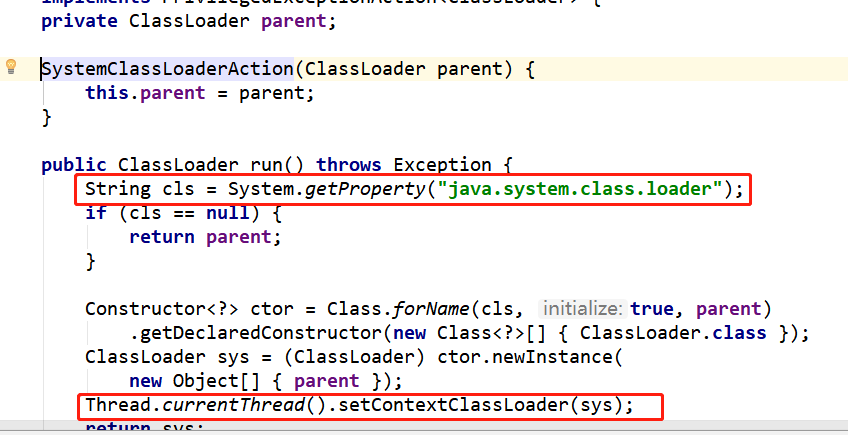 implements PrivilegedExceptionAction<ClassLoader> {
private ClassLoader parent;
SystemClassLoaderAction(ClassLoader parent) {
this.parent = parent;
}
public ClassLoader run() throws Exception {
String cls = System.getProperty("java.system.class.loader");
if (cls == null) {
return parent;
}
Constructor<?> ctor = Class.forName(cls, initialize: true, parent)
.getDeclaredConstructor(new Class<?>[] { ClassLoader.class });
ClassLoader sys = (ClassLoader) ctor.newInstance(
new Object[] { parent });
Thread.currentThread().setContextClassLoader(sys);
return sys;